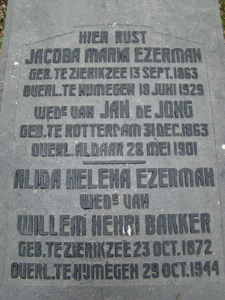 HIER RUST
JACOBA MARIA EZERMAN
GEB. TE ZIERIKZEE 13 SEPT. 1863
OVERL. TE NIJMEGEN 18 JUNI 1929
WEDE VAN JAN DE JONG
GEB. TE ROTTERDAM 31 DEC. 1863
OVERL. ALDAAR 28 MEI 1901
ALIDA HELENA EZERMAN
WEDE VAN
WILLEM HENRI BAKKER
GEB. TE ZIERIKZEE 23 OCT. 1872
OVERL. TE NIJMEGEN 29 OCT. 1944